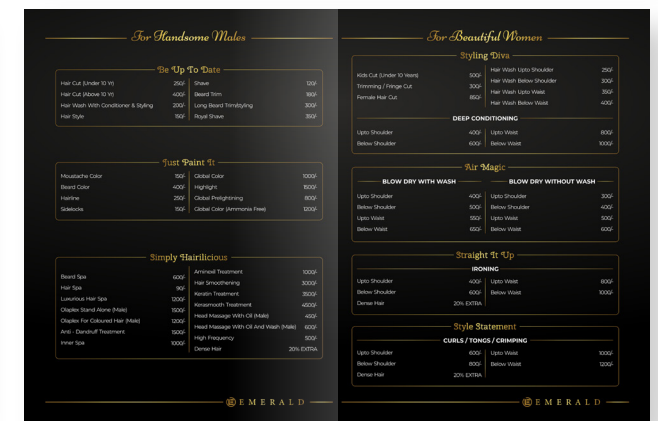 For Handsome Males
Be Up To Date
Hair Cut (Under 10 Yr) 250/-
Hair Cut (Above 10 Yr) 400/-
Hair Wash With Conditioner & Styling 200/-
Hair Style 150/-
Shave 120/-
Beard Trim 180/-
Long Beard Trim/styling 300/-
Royal Shave 350/-
Just Paint It
Moustache Color 150/-
Beard Color 400/-
Hairline 250/-
Sidelocks 150/-
Global Color 1000/-
Highlight 1500/-
Global Prelightning 800/-
Global Color (Ammonia Free) 1200/-
Simply Hairilicious
Beard Spa 600/-
Hair Spa 90/-
Luxurious Hair Spa 1200/-
Olaplex Stand Alone (Male) 1500/-
Olaplex For Coloured Hair (Male) 1200/-
Anti - Dandruff Treatment 1500/-
Inner Spa 1000/-
Aminexil Treatment 1000/-
Hair Smoothening 3000/-
Keratin Treatment 3500/-
Kerasmooth Treatment 4500/-
Head Massage With Oil (Male) 450/-
Head Massage With Oil And Wash (Male) 600/-
High Frequency 500/-
Dense Hair 20% EXTRA
EMERALD
For Beautiful Women
Styling Diva
Kids Cut (Under 10 Years) 500/-
Trimming / Fringe Cut 300/-
Female Hair Cut 850/-
Hair Wash Upto Shoulder 250/-
Hair Wash Below Shoulder 300/-
Hair Wash Upto Waist 350/-
Hair Wash Below Waist 400/-
DEEP CONDITIONING
Upto Shoulder 400/-
Below Shoulder 600/-
Upto Waist 800/-
Below Waist 1000/-
Air Magic
BLOW DRY WITH WASH
Upto Shoulder 400/-
Below Shoulder 500/-
Upto Waist 550/-
Below Waist 650/-
BLOW DRY WITHOUT WASH
Upto Shoulder 300/-
Below Shoulder 400/-
Upto Waist 500/-
Below Waist 600/-
Straight It Up
IRONING
Upto Shoulder 400/-
Below Shoulder 600/-
Dense Hair 20% EXTRA
Upto Waist 800/-
Below Waist 1000/-
Style Statement
CURLS / TONGS / CRIMPING
Upto Shoulder 600/-
Below Shoulder 800/-
Dense Hair 20% EXTRA
Upto Waist 1000/-
Below Waist 1200/-
EMERALD